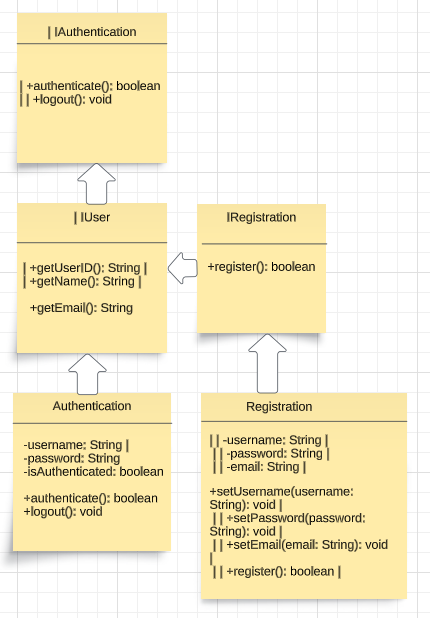 | IAuthentication
| +authenticate(): boolean
| | +logout(): void
| IUser
| +getUserID(): String |
| +getName(): String |
+getEmail(): String
IRegistration
+register(): boolean
Authentication
-username: String |
-password: String
-isAuthenticated: boolean
+authenticate(): boolean
+logout(): void
Registration
| | -username: String |
| | -password: String |
| | -email: String |
+setUsername(username:
String): void |
| | +setPassword(password:
String): void |
| | +setEmail(email: String): void
|
| | +register(): boolean |